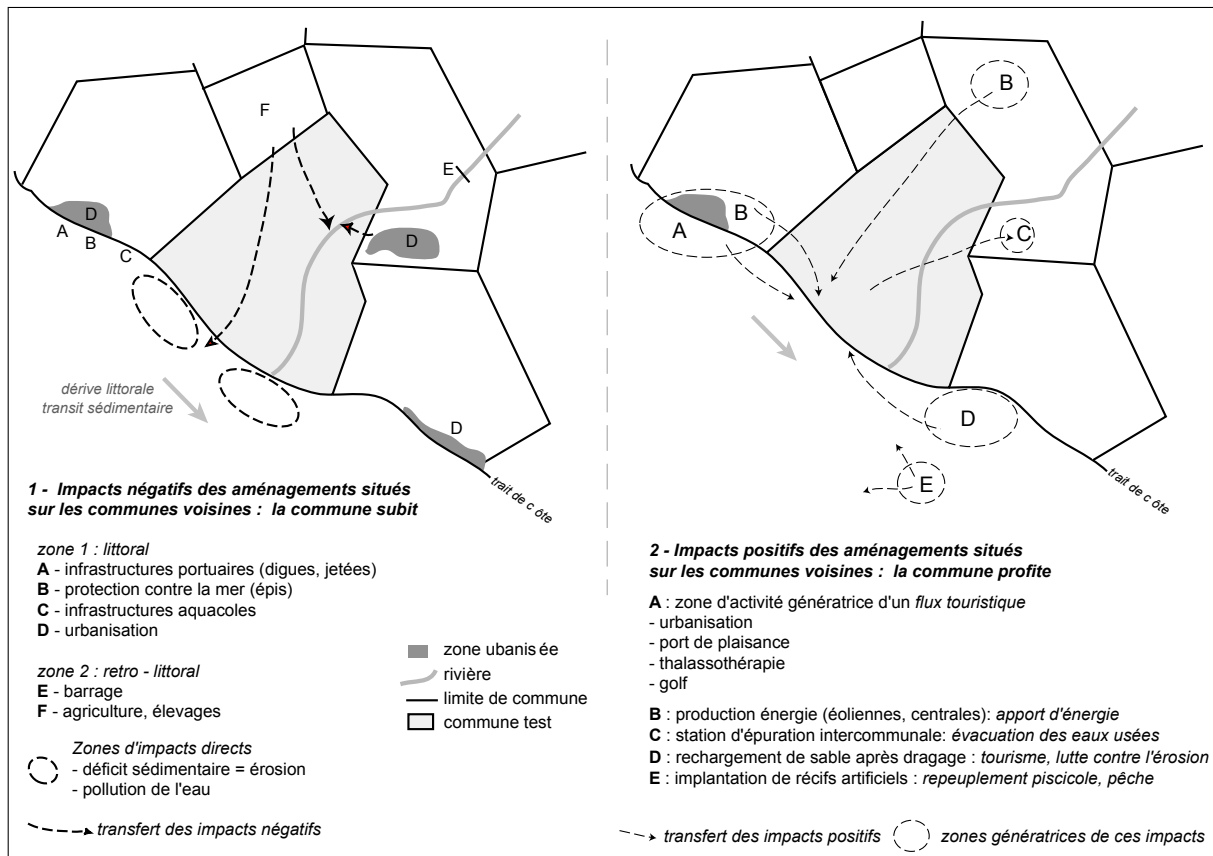 F
E
D
A
B
C
D
dérive littorale
transit sédimentaire
D
trait de c ôte
1 - Impacts négatifs des aménagements situés
sur les communes voisines : la commune subit
zone 1 : littoral
A - infrastructures portuaires (digues, jetées)
B - protection contre la mer (épis)
C - infrastructures aquacoles
D - urbanisation
zone 2 : retro - littoral
E - barrage
F - agriculture, élevages
Zones d'impacts directs
- déficit sédimentaire = érosion
- pollution de l'eau
transfert des impacts négatifs
zone ubanis ée
rivière
limite de commune
commune test
B
B
A
C
D
E
trait de c ôte
2 - Impacts positifs des aménagements situés
sur les communes voisines : la commune profite
A : zone d'activité génératrice d'un flux touristique
- urbanisation
- port de plaisance
- thalassothérapie
- golf
B : production énergie (éoliennes, centrales): apport d'énergie
C : station d'épuration intercommunale: évacuation des eaux usées
D : rechargement de sable après dragage : tourisme, lutte contre l'érosion
E : implantation de récifs artificiels : repeuplement piscicole, pêche
transfert des impacts positifs
zones génératrices de ces impacts